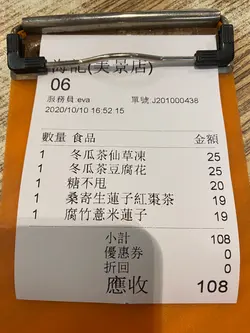 (美景店)
06
服務員:eva 單號 J201000438
2020/10/10 16:52:15
數量 食品 金額
1 冬瓜茶仙草凍 25
1 冬瓜茶豆腐花 25
1 糖不甩 20
1 桑寄生蓮子紅棗茶 19
1 腐竹薏米蓮子 19
小計 108
優惠券 0
折回 0
應收 108